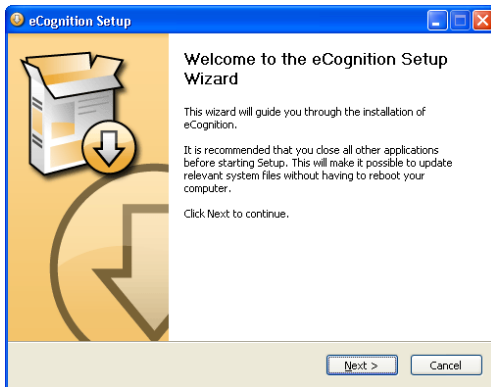 eCognition Setup
Welcome to the eCognition Setup
Wizard
This wizard will guide you through the installation of
eCognition.
It is recommended that you close all other applications
before starting Setup. This will make it possible to update
relevant system files without having to reboot your
computer.
Click Next to continue.
Next >
Cancel